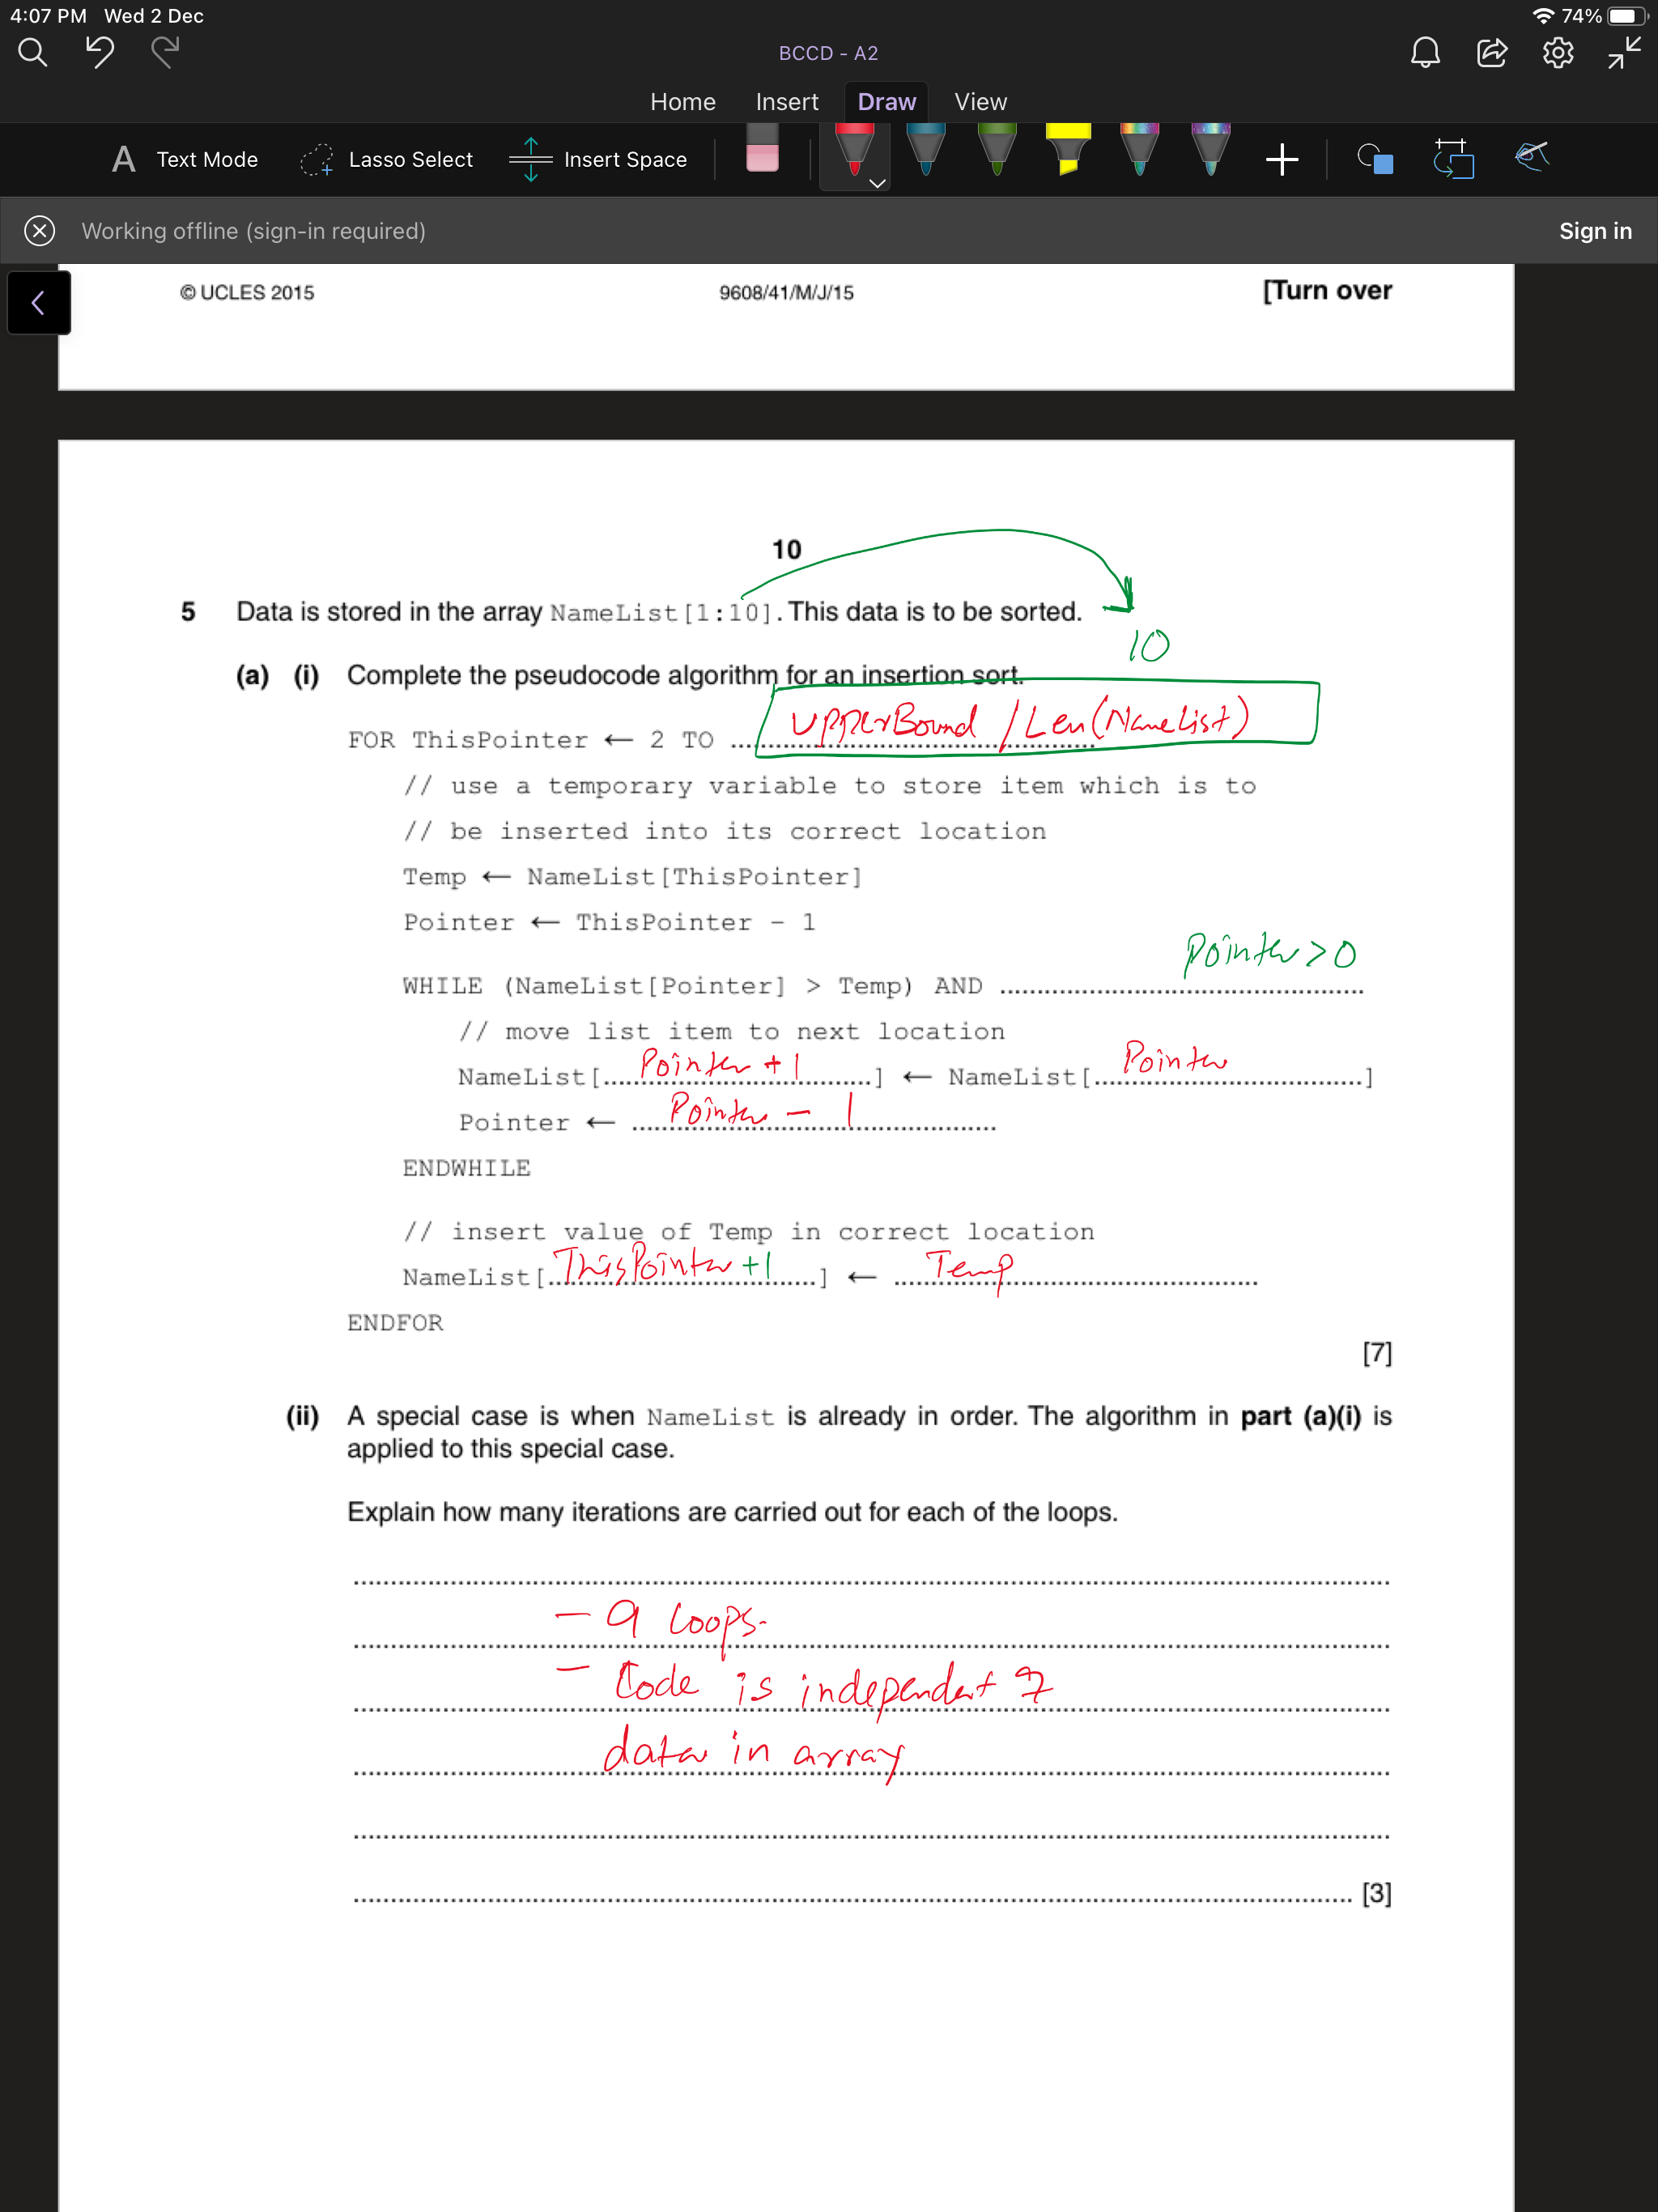 4:07 PM Wed 2 Dec
74%
BCCD - A2
Home Insert Draw View
A Text Mode Lasso Select Insert Space
Working offline (sign-in required) Sign in
© UCLES 2015 9608/41/M/J/15 [Turn over
10
5 Data is stored in the array NameList[1:10]. This data is to be sorted.
10
(a) (i) Complete the pseudocode algorithm for an insertion sort.
FOR ThisPointer ← 2 TO UpperBound / Len(NameList)
// use a temporary variable to store item which is to
// be inserted into its correct location
Temp ← NameList[ThisPointer]
Pointer ← ThisPointer - 1
WHILE (NameList[Pointer] > Temp) AND Pointer > 0
// move list item to next location
NameList[Pointer + 1] ← NameList[Pointer]
Pointer ← Pointer - 1
ENDWHILE
// insert value of Temp in correct location
NameList[ThisPointer +1] ← Temp
ENDFOR
[7]
(ii) A special case is when NameList is already in order. The algorithm in part (a)(i) is
applied to this special case.
Explain how many iterations are carried out for each of the loops.
- 9 Loops.
- Code is independent of
data in array
[3]